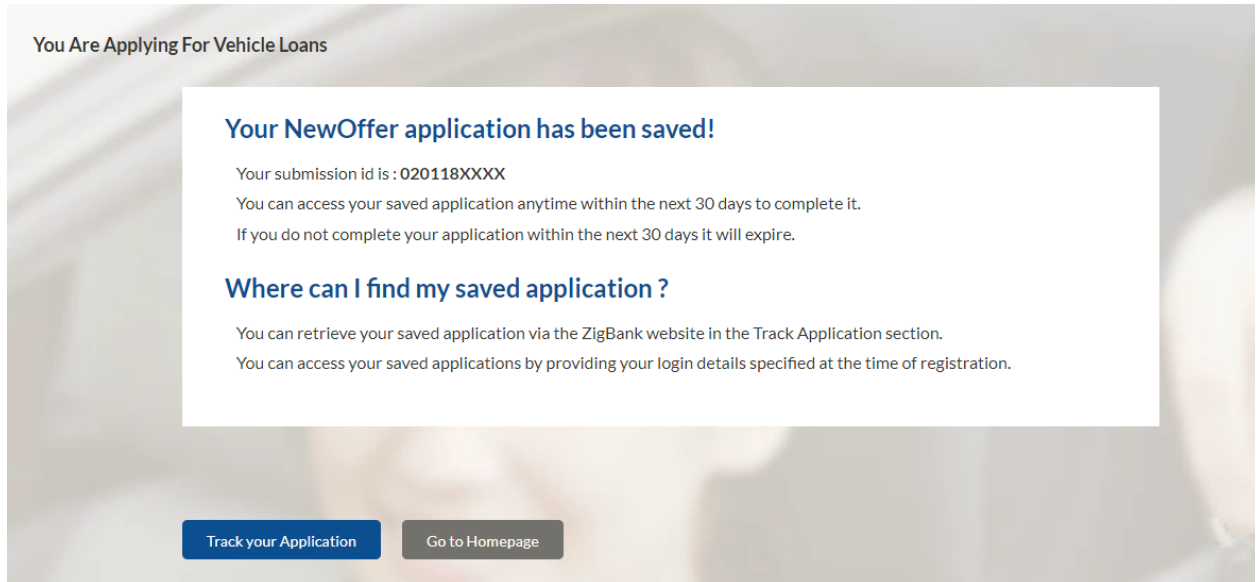 You Are Applying For Vehicle Loans
Your NewOffer application has been saved!
Your submission id is : 020118XXXX
You can access your saved application anytime within the next 30 days to complete it.
If you do not complete your application within the next 30 days it will expire.
Where can I find my saved application ?
You can retrieve your saved application via the ZigBank website in the Track Application section.
You can access your saved applications by providing your login details specified at the time of registration.
Track your Application
Go to Homepage